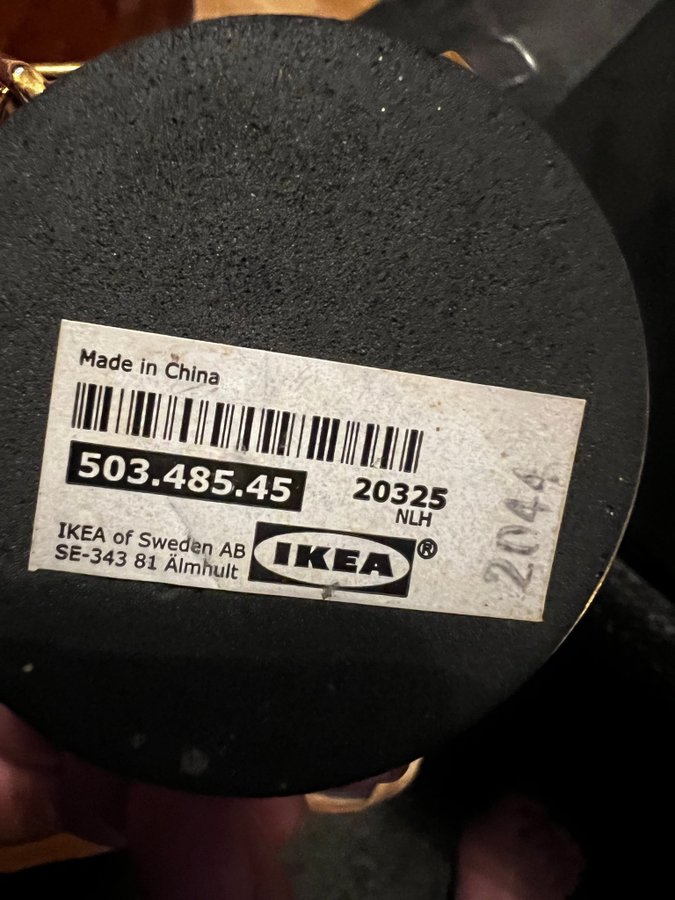 Made in China
503.485.45
20325
NLH
IKEA of Sweden AB
SE-343 81 Älmhult
IKEA®
2044